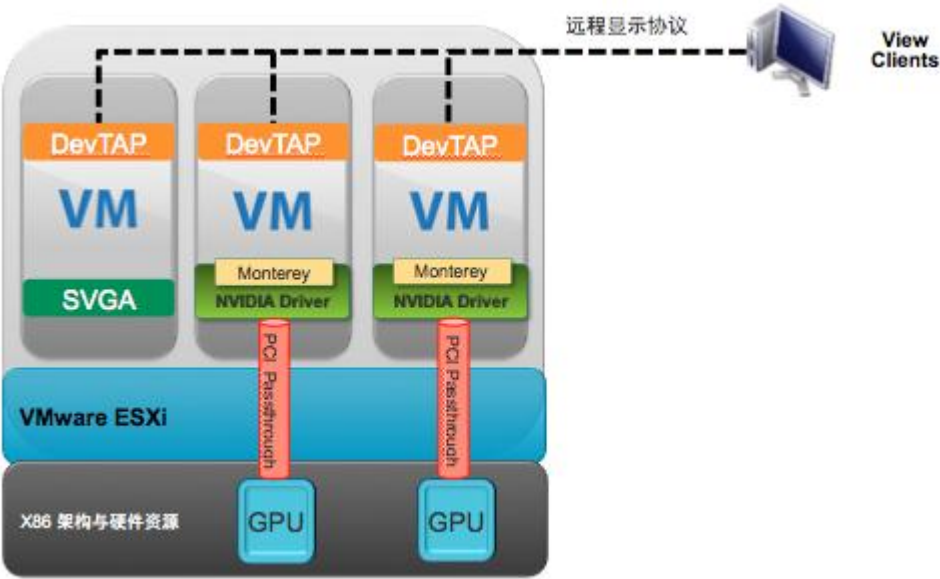 远程显示协议
View
Clients
DevTAP
DevTAP
DevTAP
VM
VM
VM
Monterey
Monterey
SVGA
NVIDIA Driver
NVIDIA Driver
PCI Passthrough
PCI Passthrough
VMware ESXi
X86 架构与硬件资源
GPU
GPU